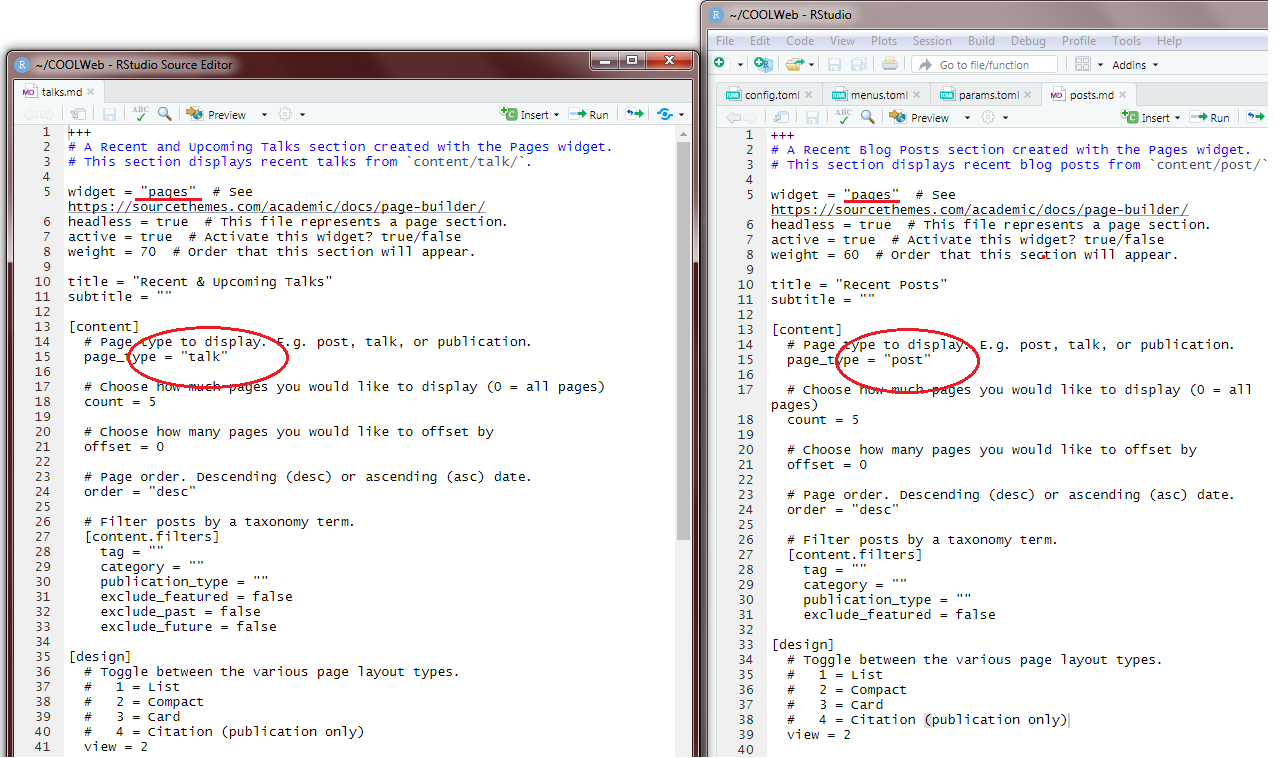 ~/COOLWeb - RStudio Source Editor
talks.md
ABC
Preview
Insert
Run
1 +++
2 # A Recent and Upcoming Talks section created with the Pages widget.
3 # This section displays recent talks from `content/talk/`.
4
5 widget = "pages"  # See
https://sourcethemes.com/academic/docs/page-builder/
6 headless = true  # This file represents a page section.
7 active = true  # Activate this widget? true/false
8 weight = 70  # Order that this section will appear.
9
10 title = "Recent & Upcoming Talks"
11 subtitle = ""
12
13 [content]
14   # Page type to display. E.g. post, talk, or publication.
15   page_type = "talk"
16
17   # Choose how much pages you would like to display (0 = all pages)
18   count = 5
19
20   # Choose how many pages you would like to offset by
21   offset = 0
22
23   # Page order. Descending (desc) or ascending (asc) date.
24   order = "desc"
25
26   # Filter posts by a taxonomy term.
27   [content.filters]
28     tag = ""
29     category = ""
30     publication_type = ""
31     exclude_featured = false
32     exclude_past = false
33     exclude_future = false
34
35 [design]
36   # Toggle between the various page layout types.
37   #   1 = List
38   #   2 = Compact
39   #   3 = Card
40   #   4 = Citation (publication only)
41   view = 2
~/COOLWeb - RStudio
File Edit Code View Plots Session Build Debug Profile Tools Help
Go to file/function
Addins
config.toml
menus.toml
params.toml
posts.md
ABC
Preview
Insert
Run
1 +++
2 # A Recent Blog Posts section created with the Pages widget.
3 # This section displays recent blog posts from `content/post/`
4
5 widget = "pages"  # See
https://sourcethemes.com/academic/docs/page-builder/
6 headless = true  # This file represents a page section.
7 active = true  # Activate this widget? true/false
8 weight = 60  # Order that this section will appear.
9
10 title = "Recent Posts"
11 subtitle = ""
12
13 [content]
14   # Page type to display. E.g. post, talk, or publication.
15   page_type = "post"
16
17   # Choose how much pages you would like to display (0 = all
pages)
18   count = 5
19
20   # Choose how many pages you would like to offset by
21   offset = 0
22
23   # Page order. Descending (desc) or ascending (asc) date.
24   order = "desc"
25
26   # Filter posts by a taxonomy term.
27   [content.filters]
28     tag = ""
29     category = ""
30     publication_type = ""
31     exclude_featured = false
32
33 [design]
34   # Toggle between the various page layout types.
35   #   1 = List
36   #   2 = Compact
37   #   3 = Card
38   #   4 = Citation (publication only)
39   view = 2
40